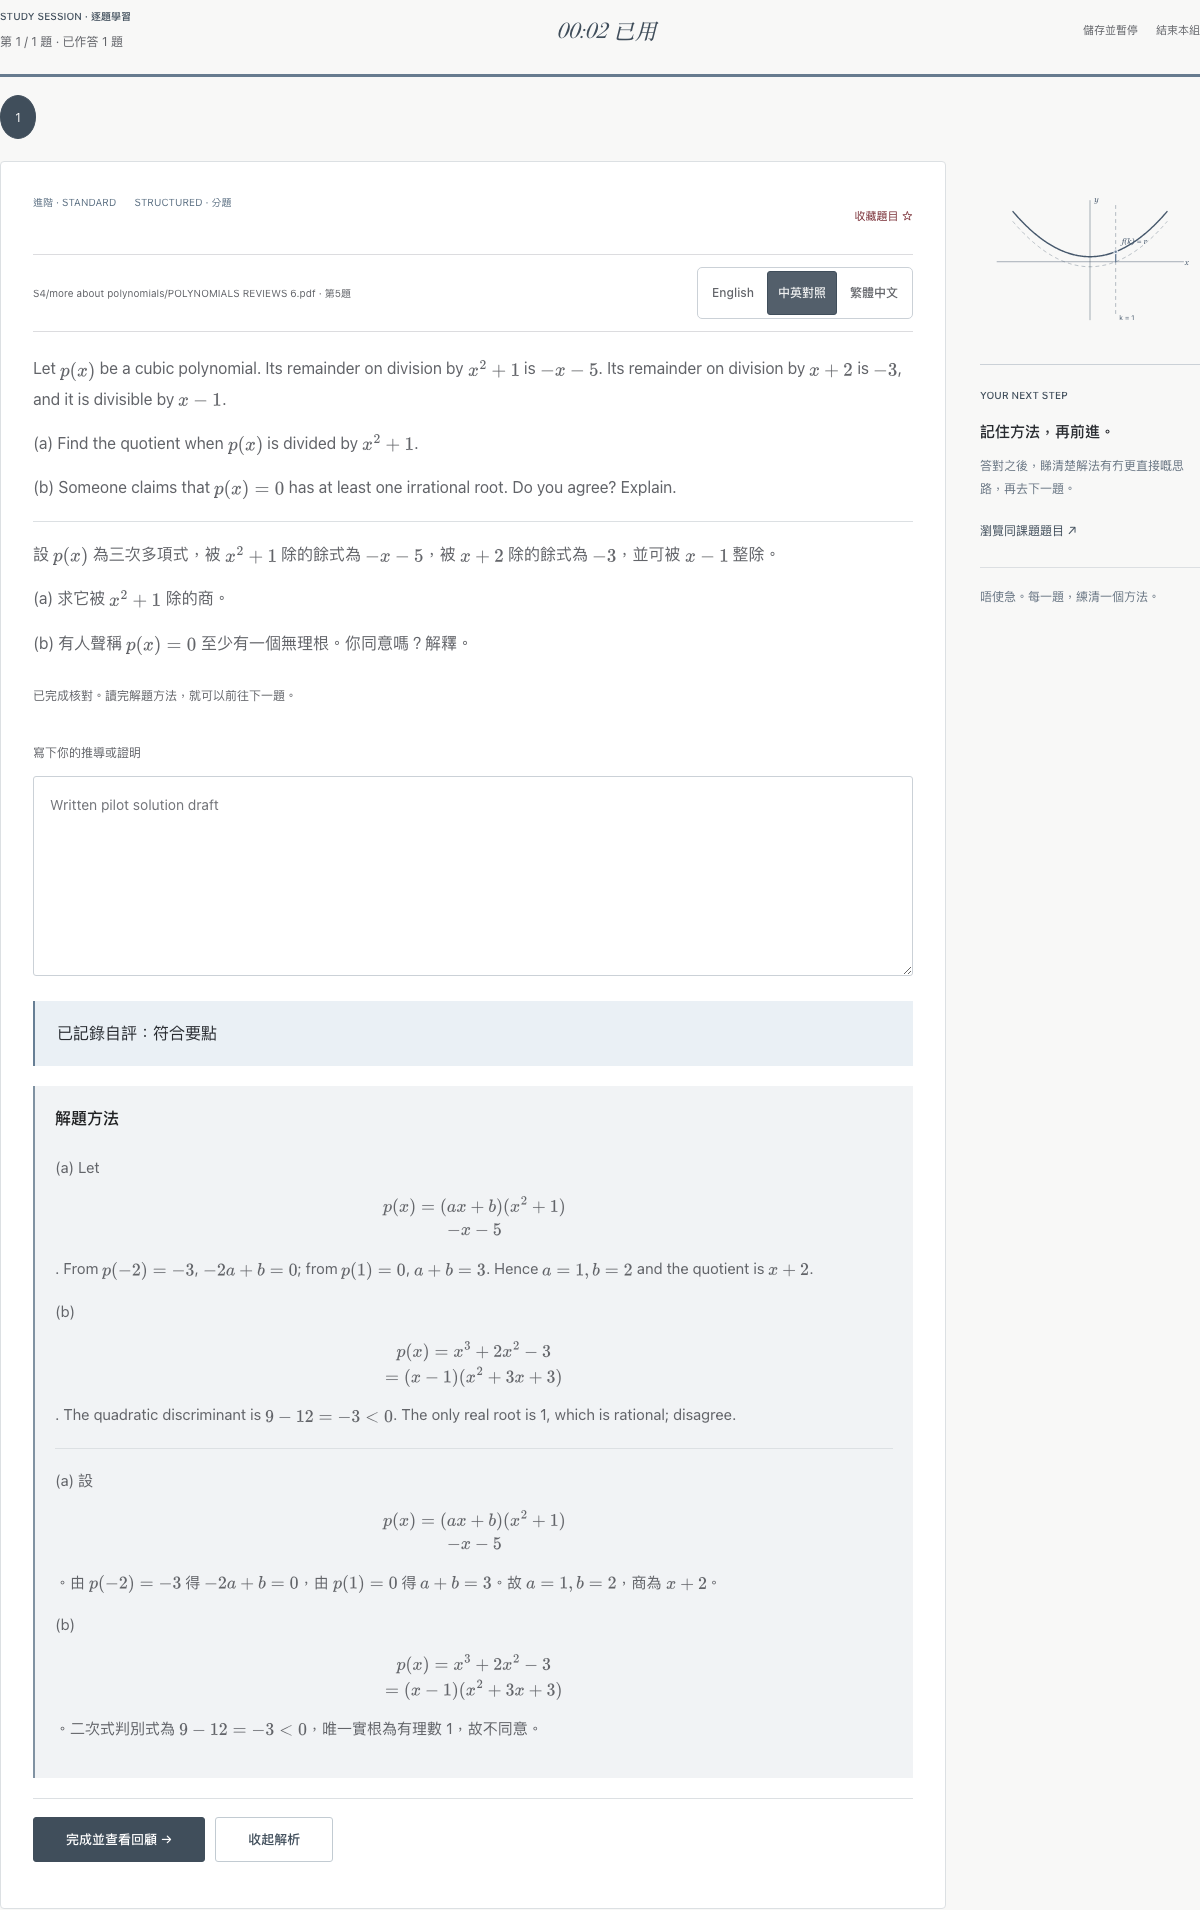 STUDY SESSION · 逐題學習
第 1 / 1 題 · 已作答 1 題
00:02 已用
儲存並暫停
結束本組
1
進階 · STANDARD
STRUCTURED · 分題
收藏題目 ☆
S4/more about polynomials/POLYNOMIALS REVIEWS 6.pdf · 第5題
English
中英對照
繁體中文
Let p(x) be a cubic polynomial. Its remainder on division by x² + 1 is −x − 5. Its remainder on division by x + 2 is −3,
and it is divisible by x − 1.
(a) Find the quotient when p(x) is divided by x² + 1.
(b) Someone claims that p(x) = 0 has at least one irrational root. Do you agree? Explain.
設 p(x) 為三次多項式，被 x² + 1 除的餘式為 −x − 5，被 x + 2 除的餘式為 −3，並可被 x − 1 整除。
(a) 求它被 x² + 1 除的商。
(b) 有人聲稱 p(x) = 0 至少有一個無理根。你同意嗎？解釋。
已完成核對。讀完解題方法，就可以前往下一題。
寫下你的推導或證明
Written pilot solution draft
已記錄自評：符合要點
解題方法
(a) Let
p(x) = (ax + b)(x² + 1)
−x − 5
. From p(−2) = −3, −2a + b = 0; from p(1) = 0, a + b = 3. Hence a = 1, b = 2 and the quotient is x + 2.
(b)
p(x) = x³ + 2x² − 3
= (x − 1)(x² + 3x + 3)
. The quadratic discriminant is 9 − 12 = −3 < 0. The only real root is 1, which is rational; disagree.
(a) 設
p(x) = (ax + b)(x² + 1)
−x − 5
。由 p(−2) = −3 得 −2a + b = 0，由 p(1) = 0 得 a + b = 3。故 a = 1, b = 2，商為 x + 2。
(b)
p(x) = x³ + 2x² − 3
= (x − 1)(x² + 3x + 3)
。二次式判別式為 9 − 12 = −3 < 0，唯一實根為有理數 1，故不同意。
完成並查看回顧 →
收起解析
y
f(k) = r
x
k = 1
YOUR NEXT STEP
記住方法，再前進。
答對之後，睇清楚解法有冇更直接嘅思
路，再去下一題。
瀏覽同課題題目 ↗
唔使急。每一題，練清一個方法。